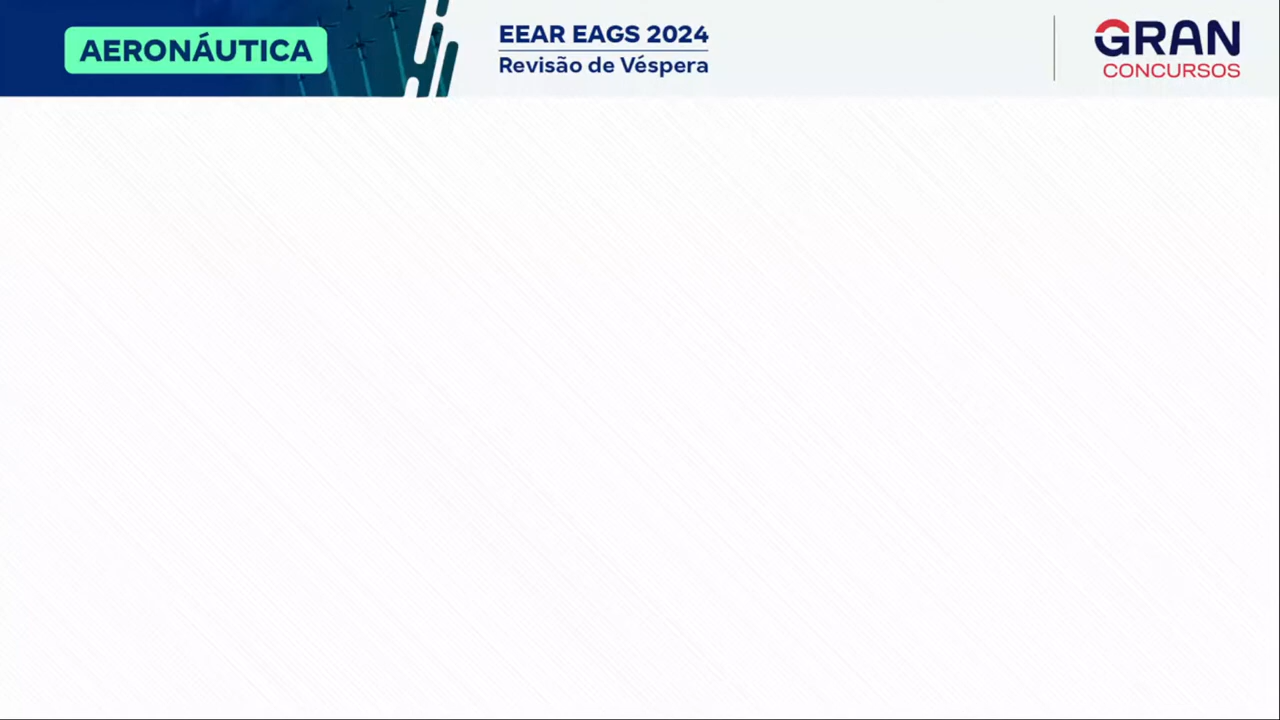 AERONÁUTICA
EEAR EAGS 2024
Revisão de Véspera
GRAN
CONCURSOS